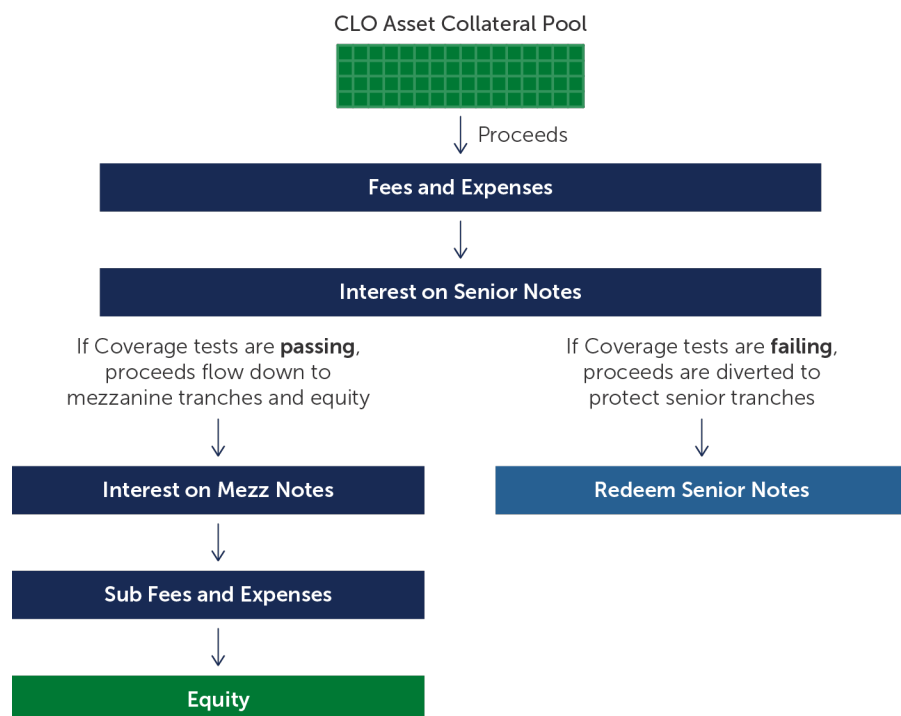 CLO Asset Collateral Pool
Proceeds
Fees and Expenses
Interest on Senior Notes
If Coverage tests are passing,
proceeds flow down to
mezzanine tranches and equity
If Coverage tests are failing,
proceeds are diverted to
protect senior tranches
Interest on Mezz Notes
Redeem Senior Notes
Sub Fees and Expenses
Equity